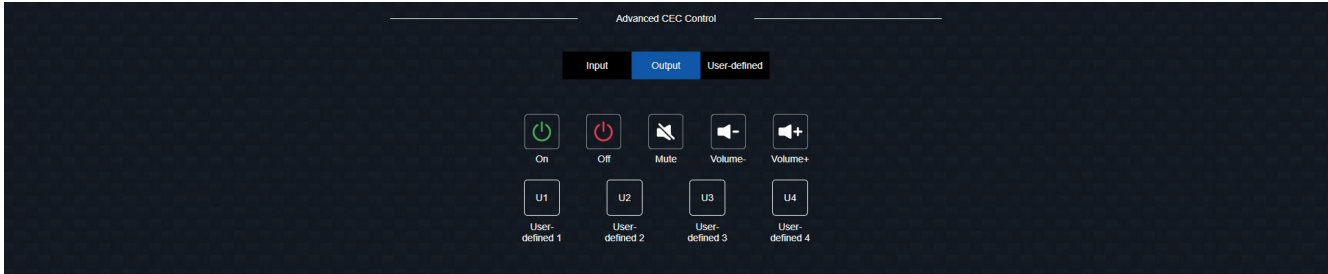 Advanced CEC Control
Input Output User-defined
On Off Mute Volume- Volume+
U1 U2 U3 U4
User- User- User- User-
defined 1 defined 2 defined 3 defined 4